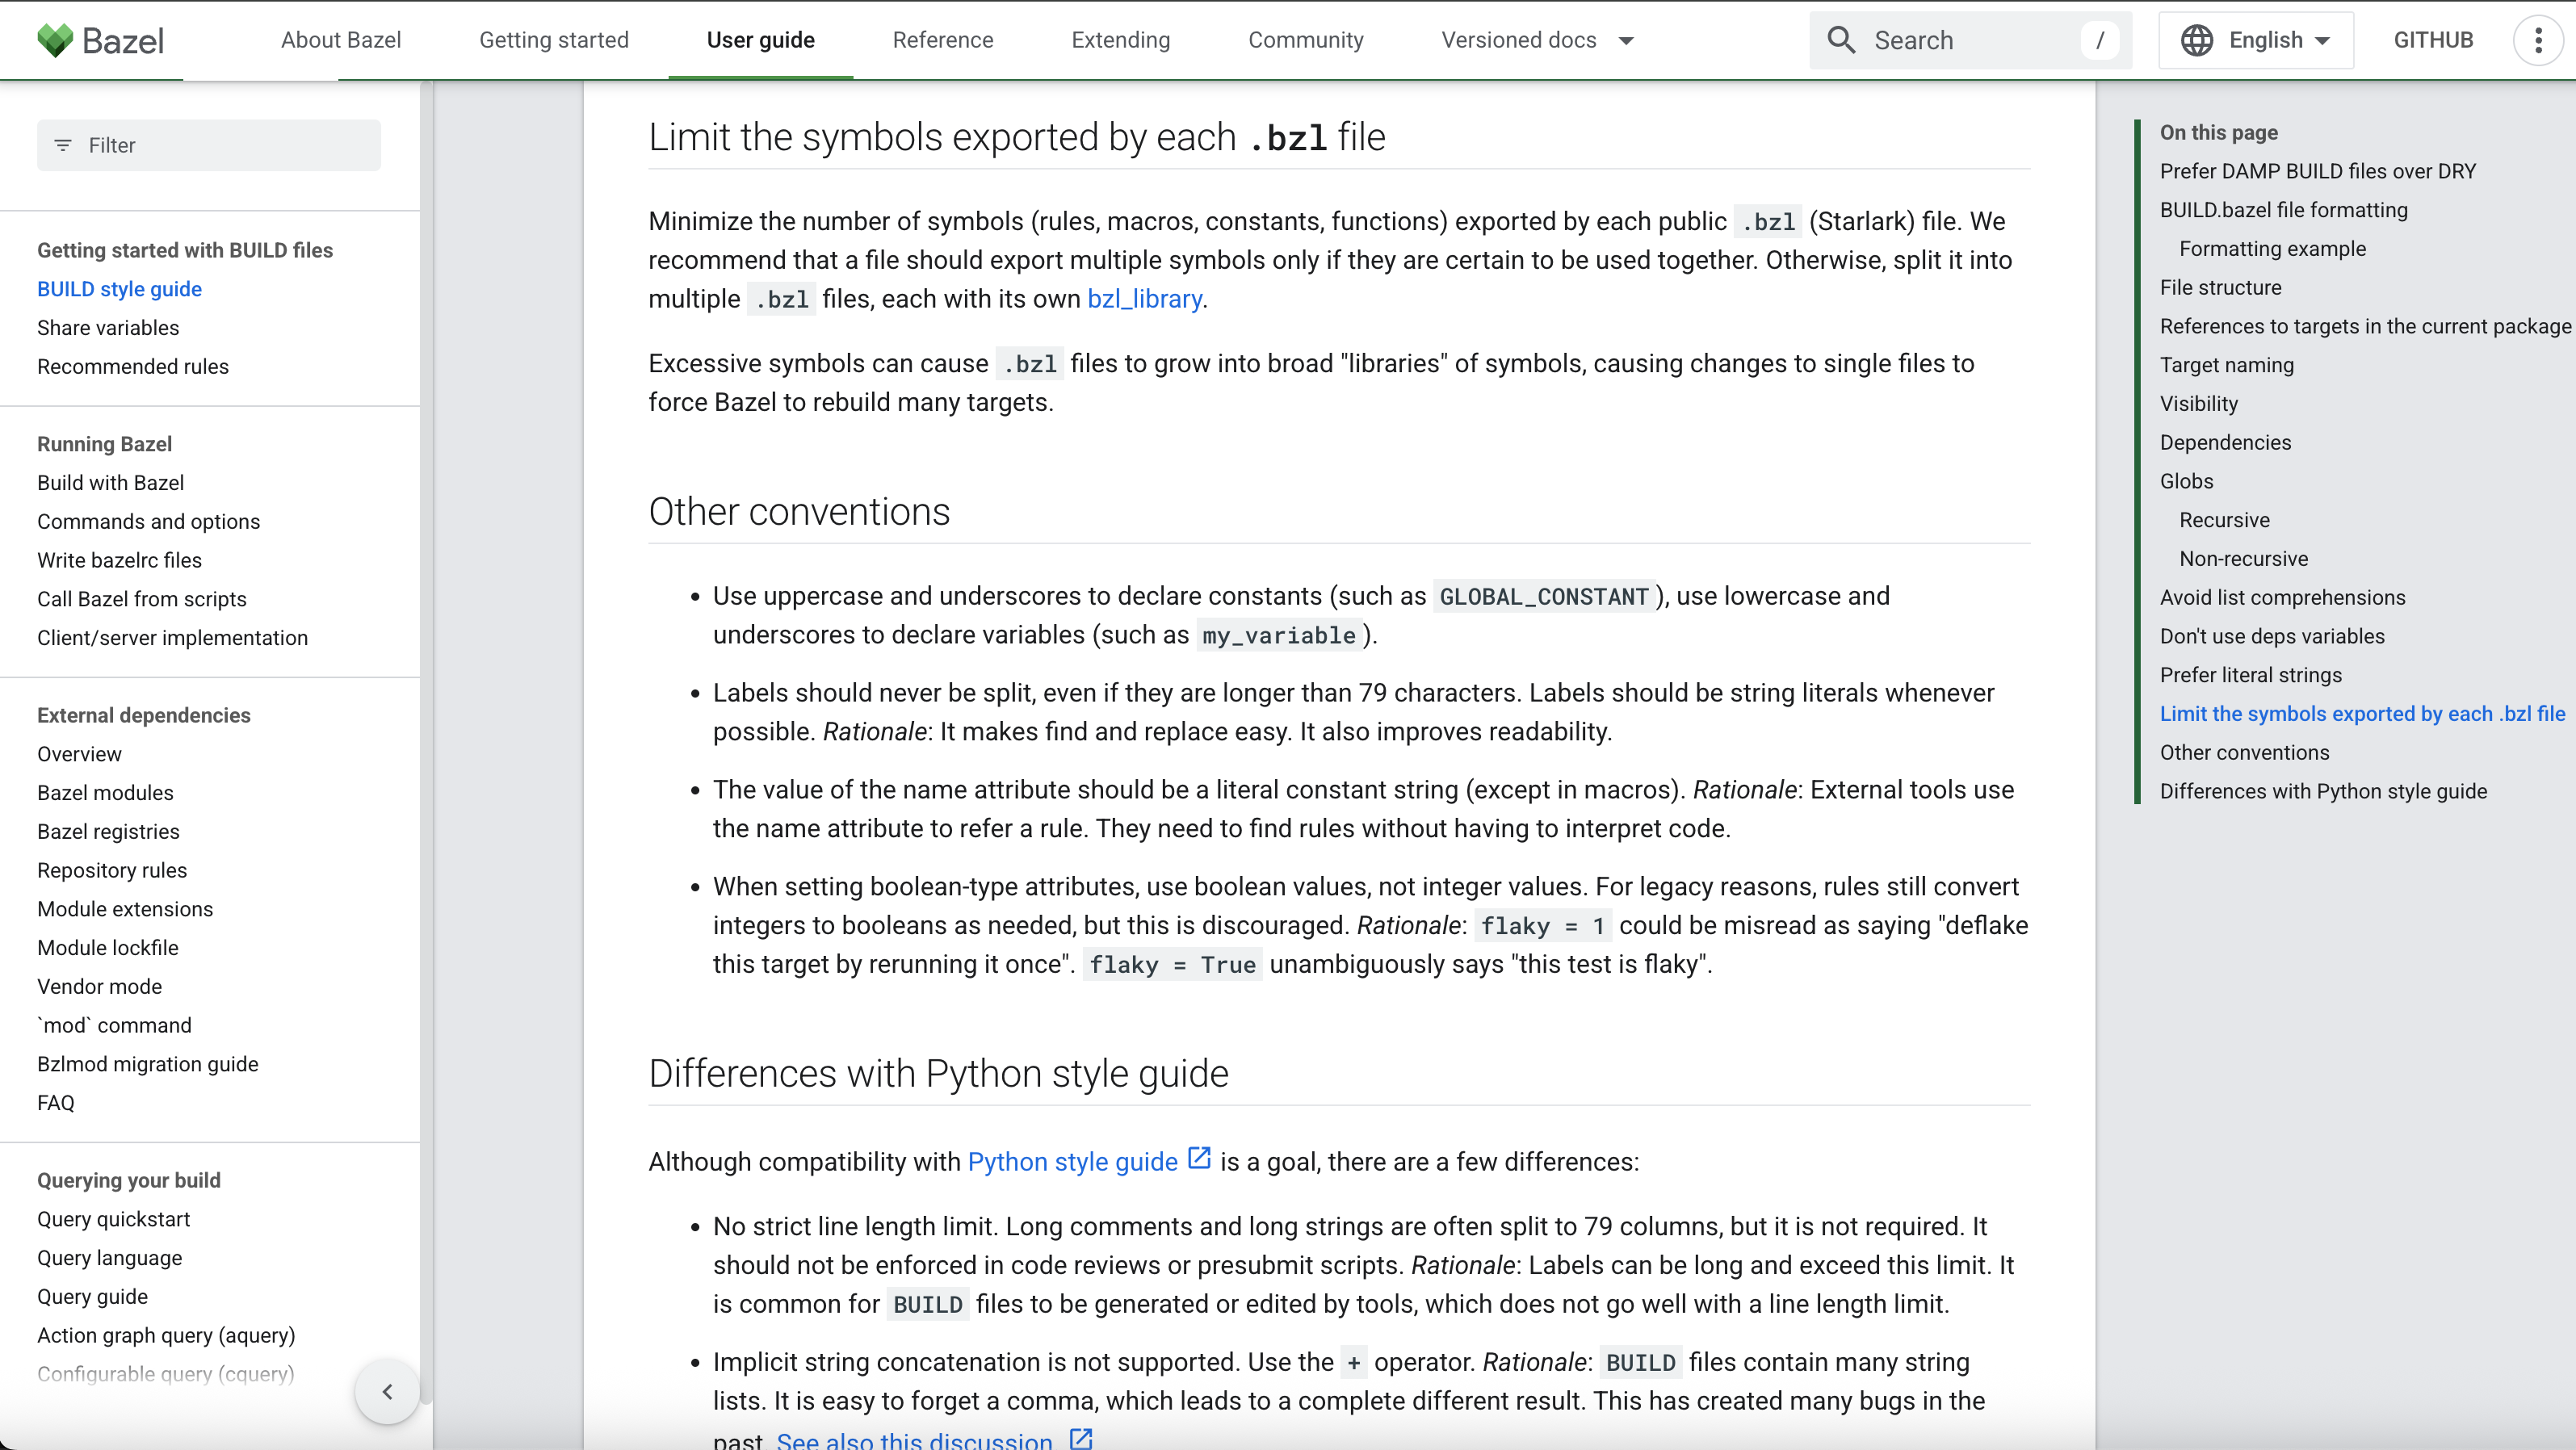 Bazel
About Bazel
Getting started
User guide
Reference
Extending
Community
Versioned docs
Search
/
English
GITHUB
Filter
Getting started with BUILD files
BUILD style guide
Share variables
Recommended rules
Running Bazel
Build with Bazel
Commands and options
Write bazelrc files
Call Bazel from scripts
Client/server implementation
External dependencies
Overview
Bazel modules
Bazel registries
Repository rules
Module extensions
Module lockfile
Vendor mode
`mod` command
Bzlmod migration guide
FAQ
Querying your build
Query quickstart
Query language
Query guide
Action graph query (aquery)
Configurable query (cquery)
Limit the symbols exported by each .bzl file
Minimize the number of symbols (rules, macros, constants, functions) exported by each public .bzl (Starlark) file. We
recommend that a file should export multiple symbols only if they are certain to be used together. Otherwise, split it into
multiple .bzl files, each with its own bzl_library.
Excessive symbols can cause .bzl files to grow into broad "libraries" of symbols, causing changes to single files to
force Bazel to rebuild many targets.
Other conventions
• Use uppercase and underscores to declare constants (such as GLOBAL_CONSTANT), use lowercase and
underscores to declare variables (such as my_variable).
• Labels should never be split, even if they are longer than 79 characters. Labels should be string literals whenever
possible. Rationale: It makes find and replace easy. It also improves readability.
• The value of the name attribute should be a literal constant string (except in macros). Rationale: External tools use
the name attribute to refer a rule. They need to find rules without having to interpret code.
• When setting boolean-type attributes, use boolean values, not integer values. For legacy reasons, rules still convert
integers to booleans as needed, but this is discouraged. Rationale: flaky = 1 could be misread as saying "deflake
this target by rerunning it once". flaky = True unambiguously says "this test is flaky".
Differences with Python style guide
Although compatibility with Python style guide is a goal, there are a few differences:
• No strict line length limit. Long comments and long strings are often split to 79 columns, but it is not required. It
should not be enforced in code reviews or presubmit scripts. Rationale: Labels can be long and exceed this limit. It
is common for BUILD files to be generated or edited by tools, which does not go well with a line length limit.
• Implicit string concatenation is not supported. Use the + operator. Rationale: BUILD files contain many string
lists. It is easy to forget a comma, which leads to a complete different result. This has created many bugs in the
past. See also this discussion
On this page
Prefer DAMP BUILD files over DRY
BUILD.bazel file formatting
Formatting example
File structure
References to targets in the current package
Target naming
Visibility
Dependencies
Globs
Recursive
Non-recursive
Avoid list comprehensions
Don't use deps variables
Prefer literal strings
Limit the symbols exported by each .bzl file
Other conventions
Differences with Python style guide